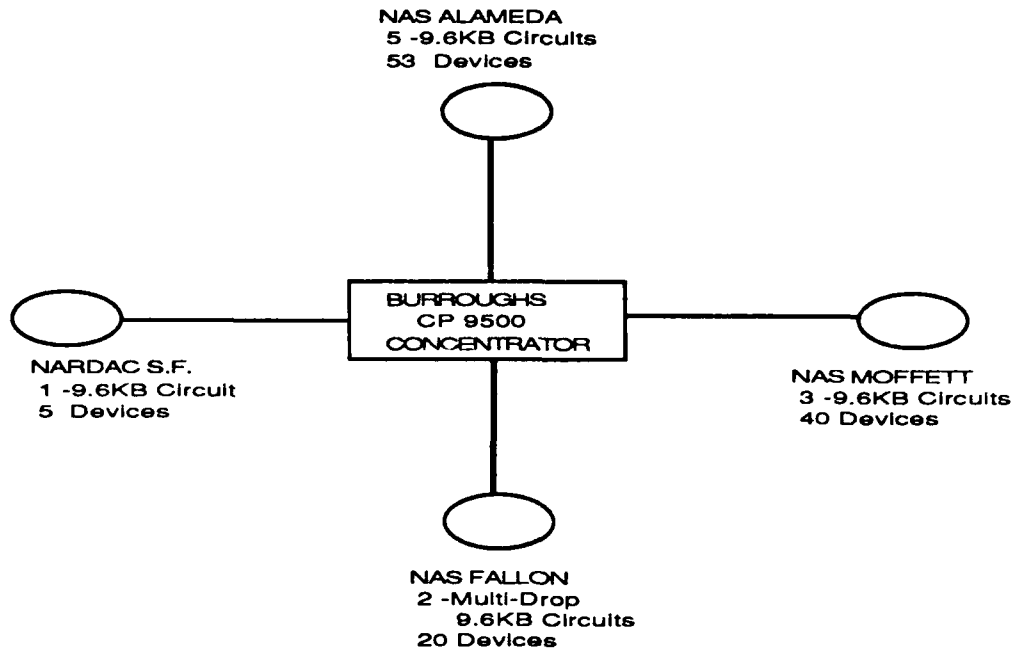 NAS ALAMEDA
5 -9.6KB Circuits
53 Devices
BURROUGHS
CP 9500
CONCENTRATOR
NARDAC S.F.
1 -9.6KB Circuit
5 Devices
NAS MOFFETT
3 -9.6KB Circuits
40 Devices
NAS FALLON
2 -Multi-Drop
9.6KB Circuits
20 Devices